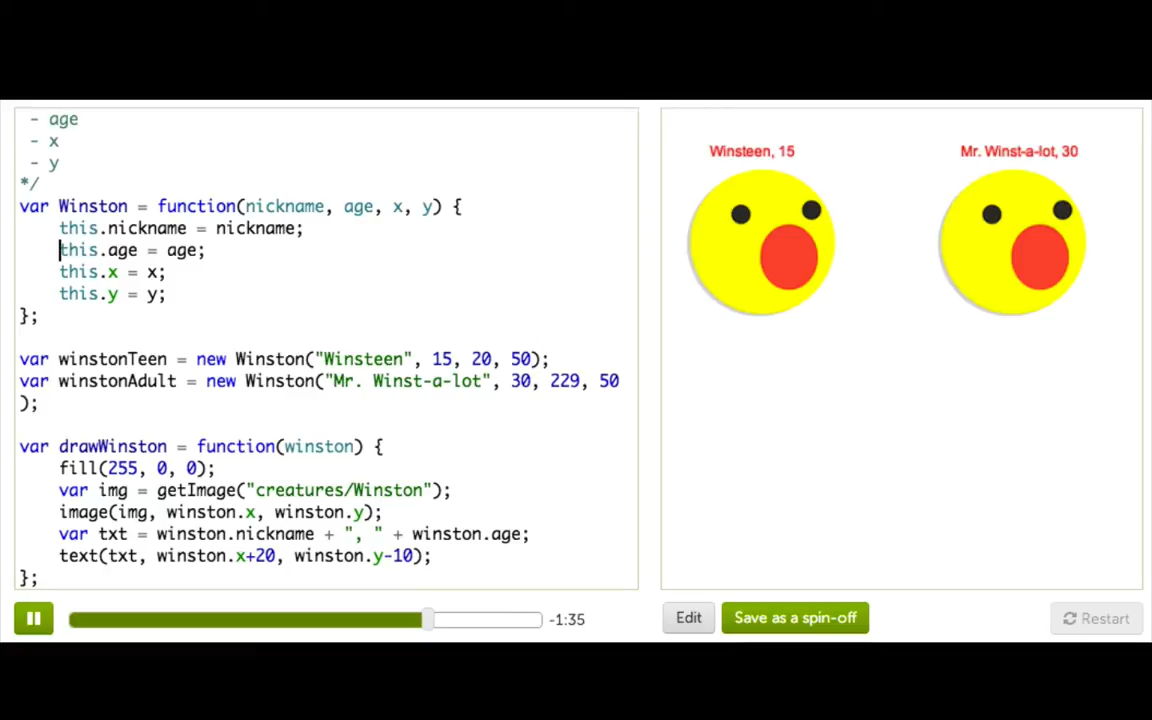 - age
- x
- y
*/
var Winston = function(nickname, age, x, y) {
this.nickname = nickname;
this.age = age;
this.x = x;
this.y = y;
};
var winstonTeen = new Winston("Winsteen", 15, 20, 50);
var winstonAdult = new Winston("Mr. Winst-a-lot", 30, 229, 50
);
var drawWinston = function(winston) {
fill(255, 0, 0);
var img = getImage("creatures/Winston");
image(img, winston.x, winston.y);
var txt = winston.nickname + ", " + winston.age;
text(txt, winston.x+20, winston.y-10);
};
-1:35
Winsteen, 15
Mr. Winst-a-lot, 30
Edit
Save as a spin-off
Restart